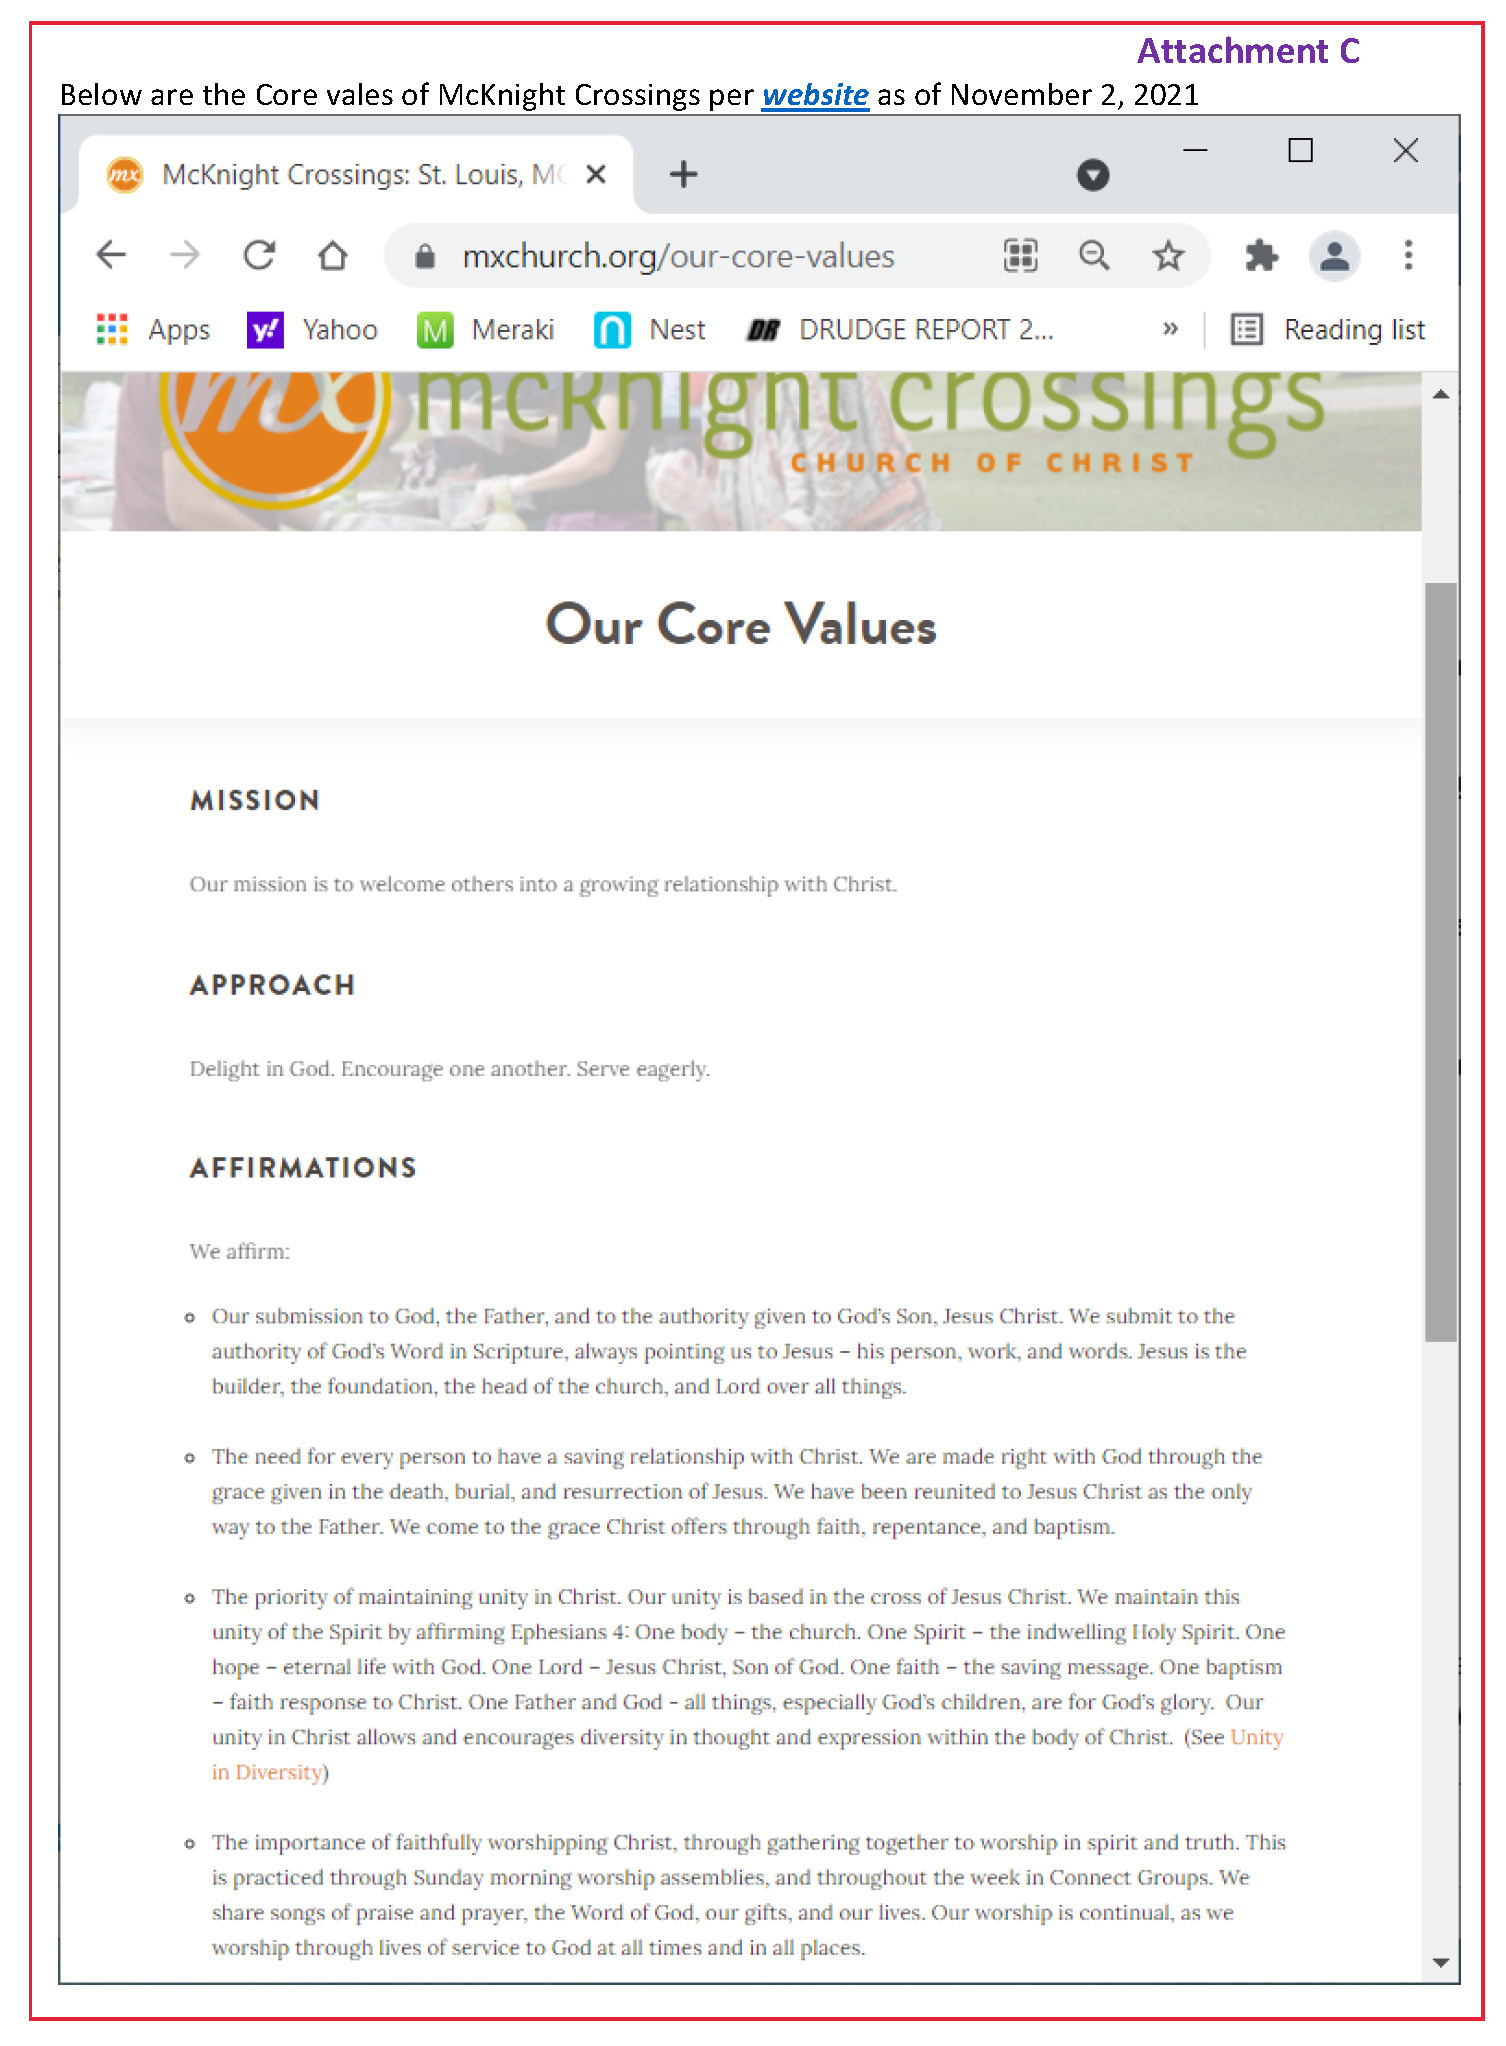 Attachment C
Below are the Core vales of McKnight Crossings per website as of November 2, 2021
mx McKnight Crossings: St. Louis, MC
mxchurch.org/our-core-values
Apps y! Yahoo M Meraki n Nest DR DRUDGE REPORT 2... » Reading list
mx mcknight crossings
CHURCH OF CHRIST
Our Core Values
MISSION
Our mission is to welcome others into a growing relationship with Christ.
APPROACH
Delight in God. Encourage one another. Serve eagerly.
AFFIRMATIONS
We affirm:
Our submission to God, the Father, and to the authority given to God's Son, Jesus Christ. We submit to the
authority of God's Word in Scripture, always pointing us to Jesus – his person, work, and words. Jesus is the
builder, the foundation, the head of the church, and Lord over all things.
The need for every person to have a saving relationship with Christ. We are made right with God through the
grace given in the death, burial, and resurrection of Jesus. We have been reunited to Jesus Christ as the only
way to the Father. We come to the grace Christ offers through faith, repentance, and baptism.
The priority of maintaining unity in Christ. Our unity is based in the cross of Jesus Christ. We maintain this
unity of the Spirit by affirming Ephesians 4: One body – the church. One Spirit – the indwelling Holy Spirit. One
hope – eternal life with God. One Lord – Jesus Christ, Son of God. One faith – the saving message. One baptism
– faith response to Christ. One Father and God - all things, especially God's children, are for God's glory. Our
unity in Christ allows and encourages diversity in thought and expression within the body of Christ. (See Unity
in Diversity)
The importance of faithfully worshipping Christ, through gathering together to worship in spirit and truth. This
is practiced through Sunday morning worship assemblies, and throughout the week in Connect Groups. We
share songs of praise and prayer, the Word of God, our gifts, and our lives. Our worship is continual, as we
worship through lives of service to God at all times and in all places.